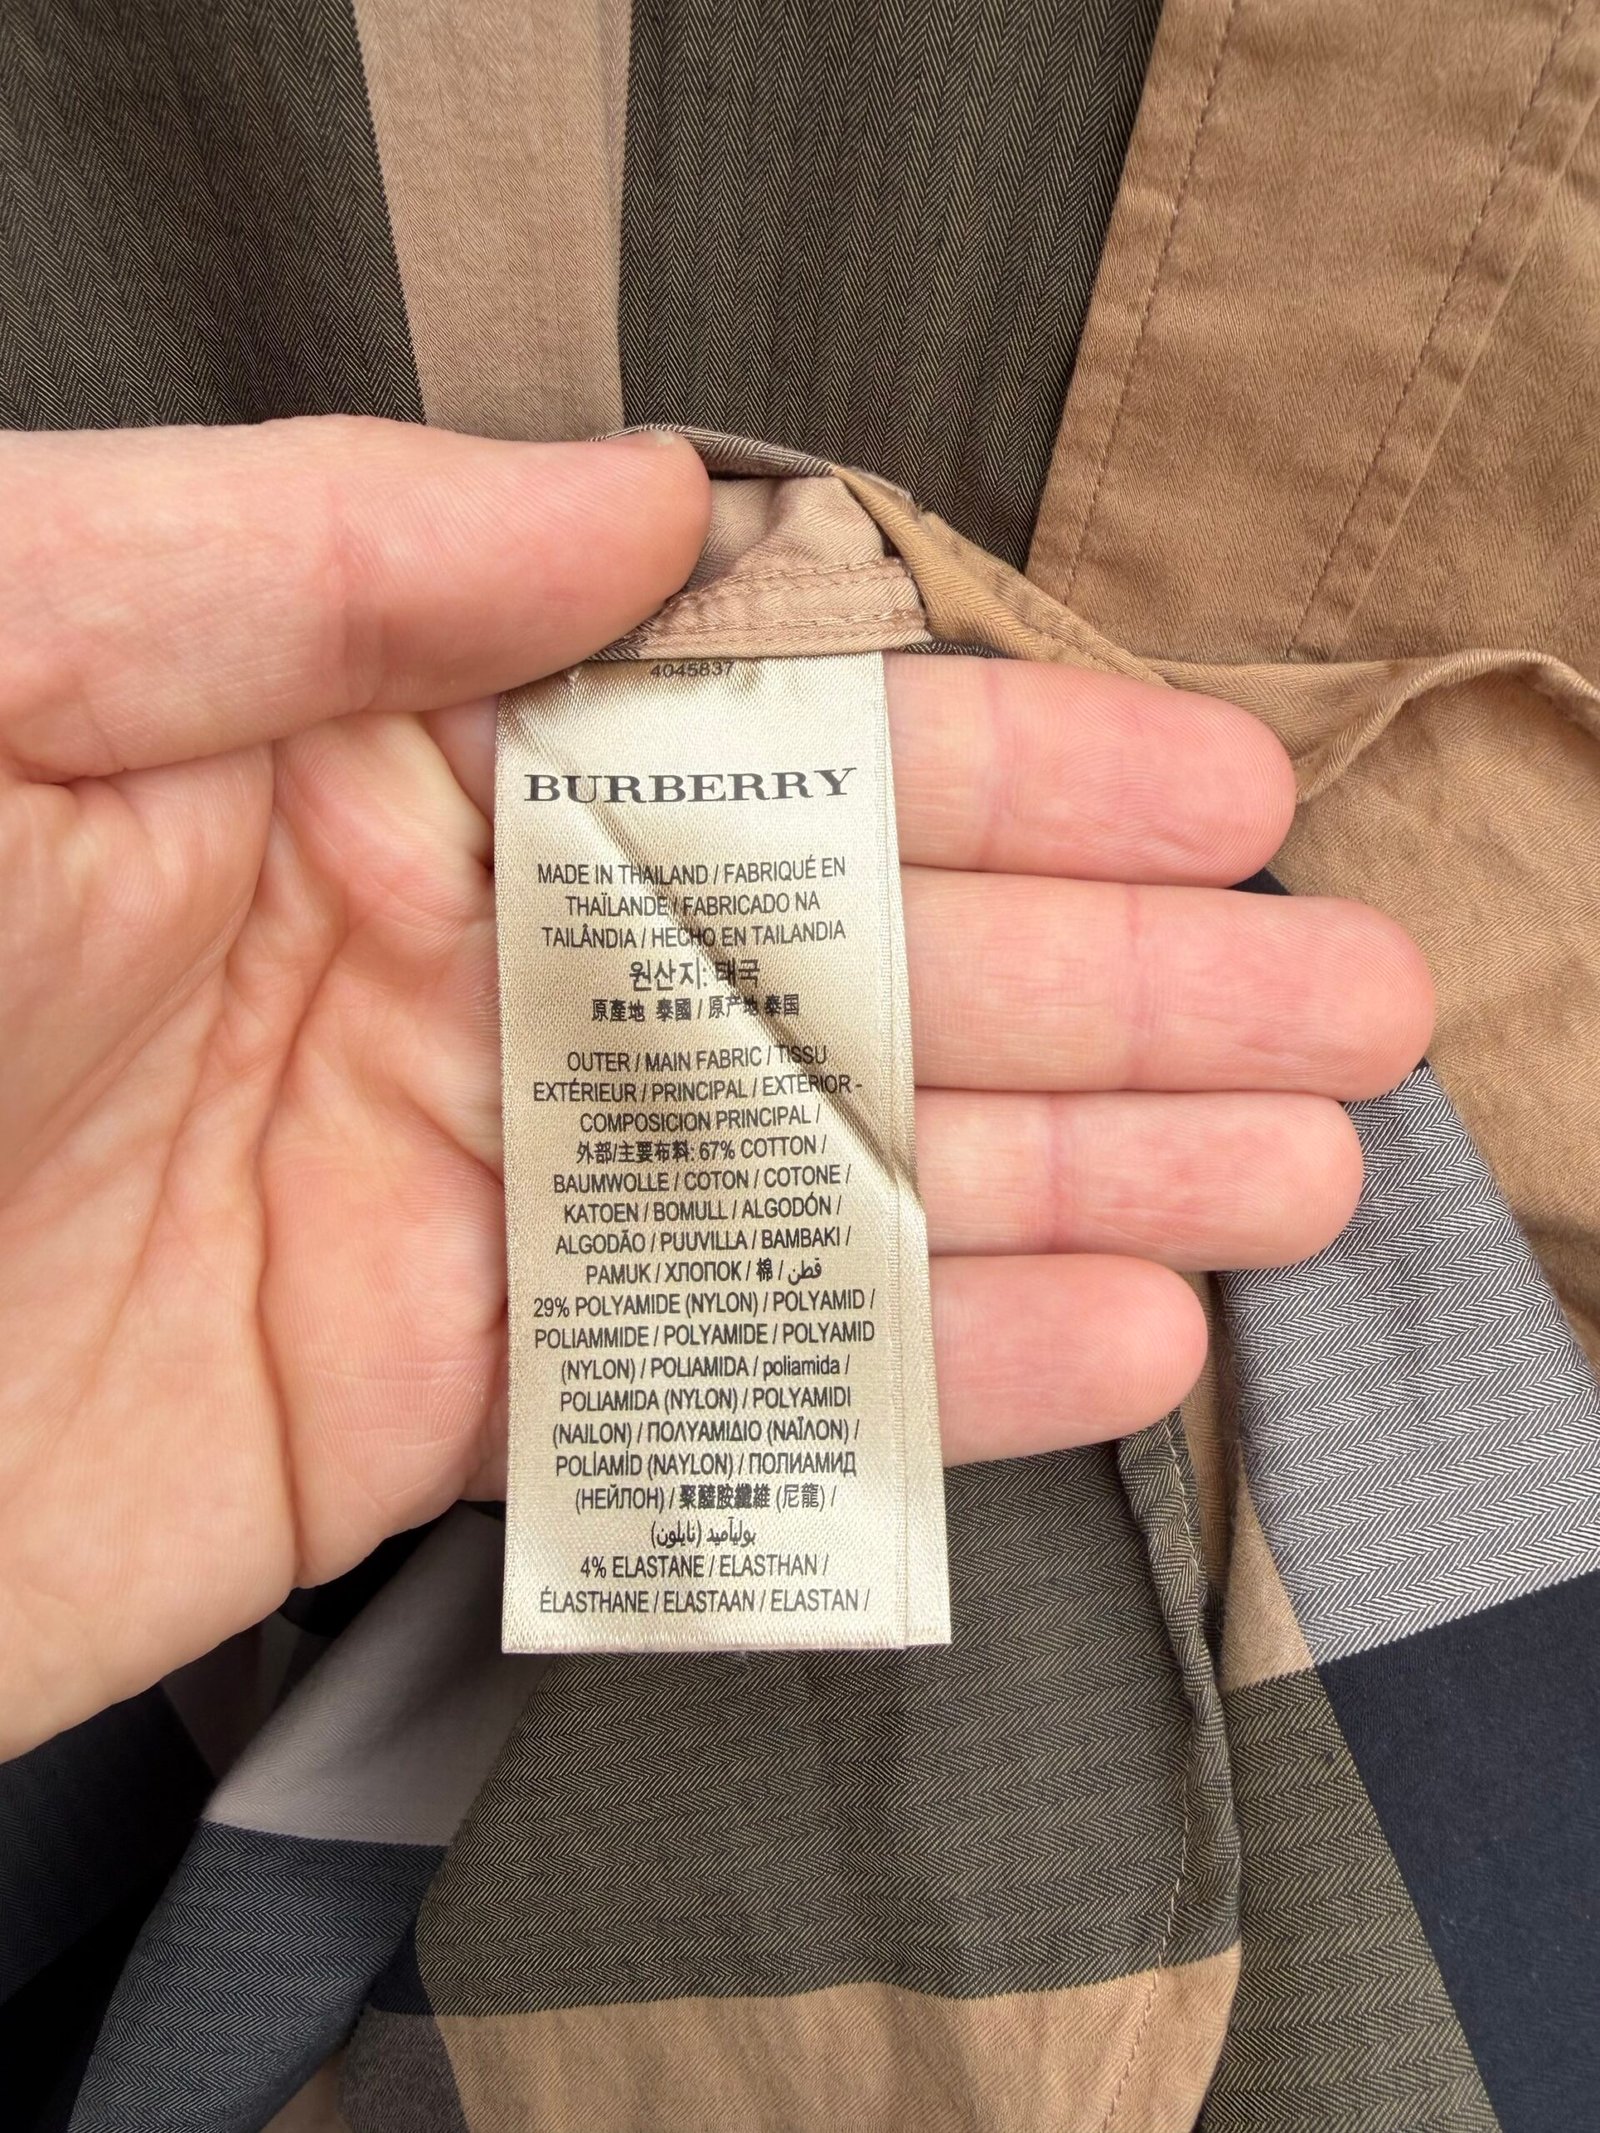 4045837
BURBERRY
MADE IN THAILAND / FABRIQUÉ EN
THAÏLANDE / FABRICADO NA
TAILÂNDIA / HECHO EN TAILANDIA
원산지: 태국
原產地 泰國 / 原产地 泰国
OUTER / MAIN FABRIC / TISSU
EXTÉRIEUR / PRINCIPAL / EXTERIOR -
COMPOSICION PRINCIPAL /
外部/主要布料: 67% COTTON /
BAUMWOLLE / COTON / COTONE /
KATOEN / BOMULL / ALGODÓN /
ALGODÃO / PUUVILLA / BAMBAKI /
PAMUK / ХЛОПОК / 棉 / قطن
29% POLYAMIDE (NYLON) / POLYAMID /
POLIAMMIDE / POLYAMIDE / POLYAMID
(NYLON) / POLIAMIDA / poliamida /
POLIAMIDA (NYLON) / POLYAMIDI
(NAILON) / ΠΟΛΥΑΜΙΔΙΟ (ΝΑΪΛΟΝ) /
POLİAMİD (NAYLON) / ПОЛИАМИД
(НЕЙЛОН) / 聚醯胺纖維 (尼龍) /
بوليآميد (نايلون)
4% ELASTANE / ELASTHAN /
ÉLASTHANE / ELASTAAN / ELASTAN /